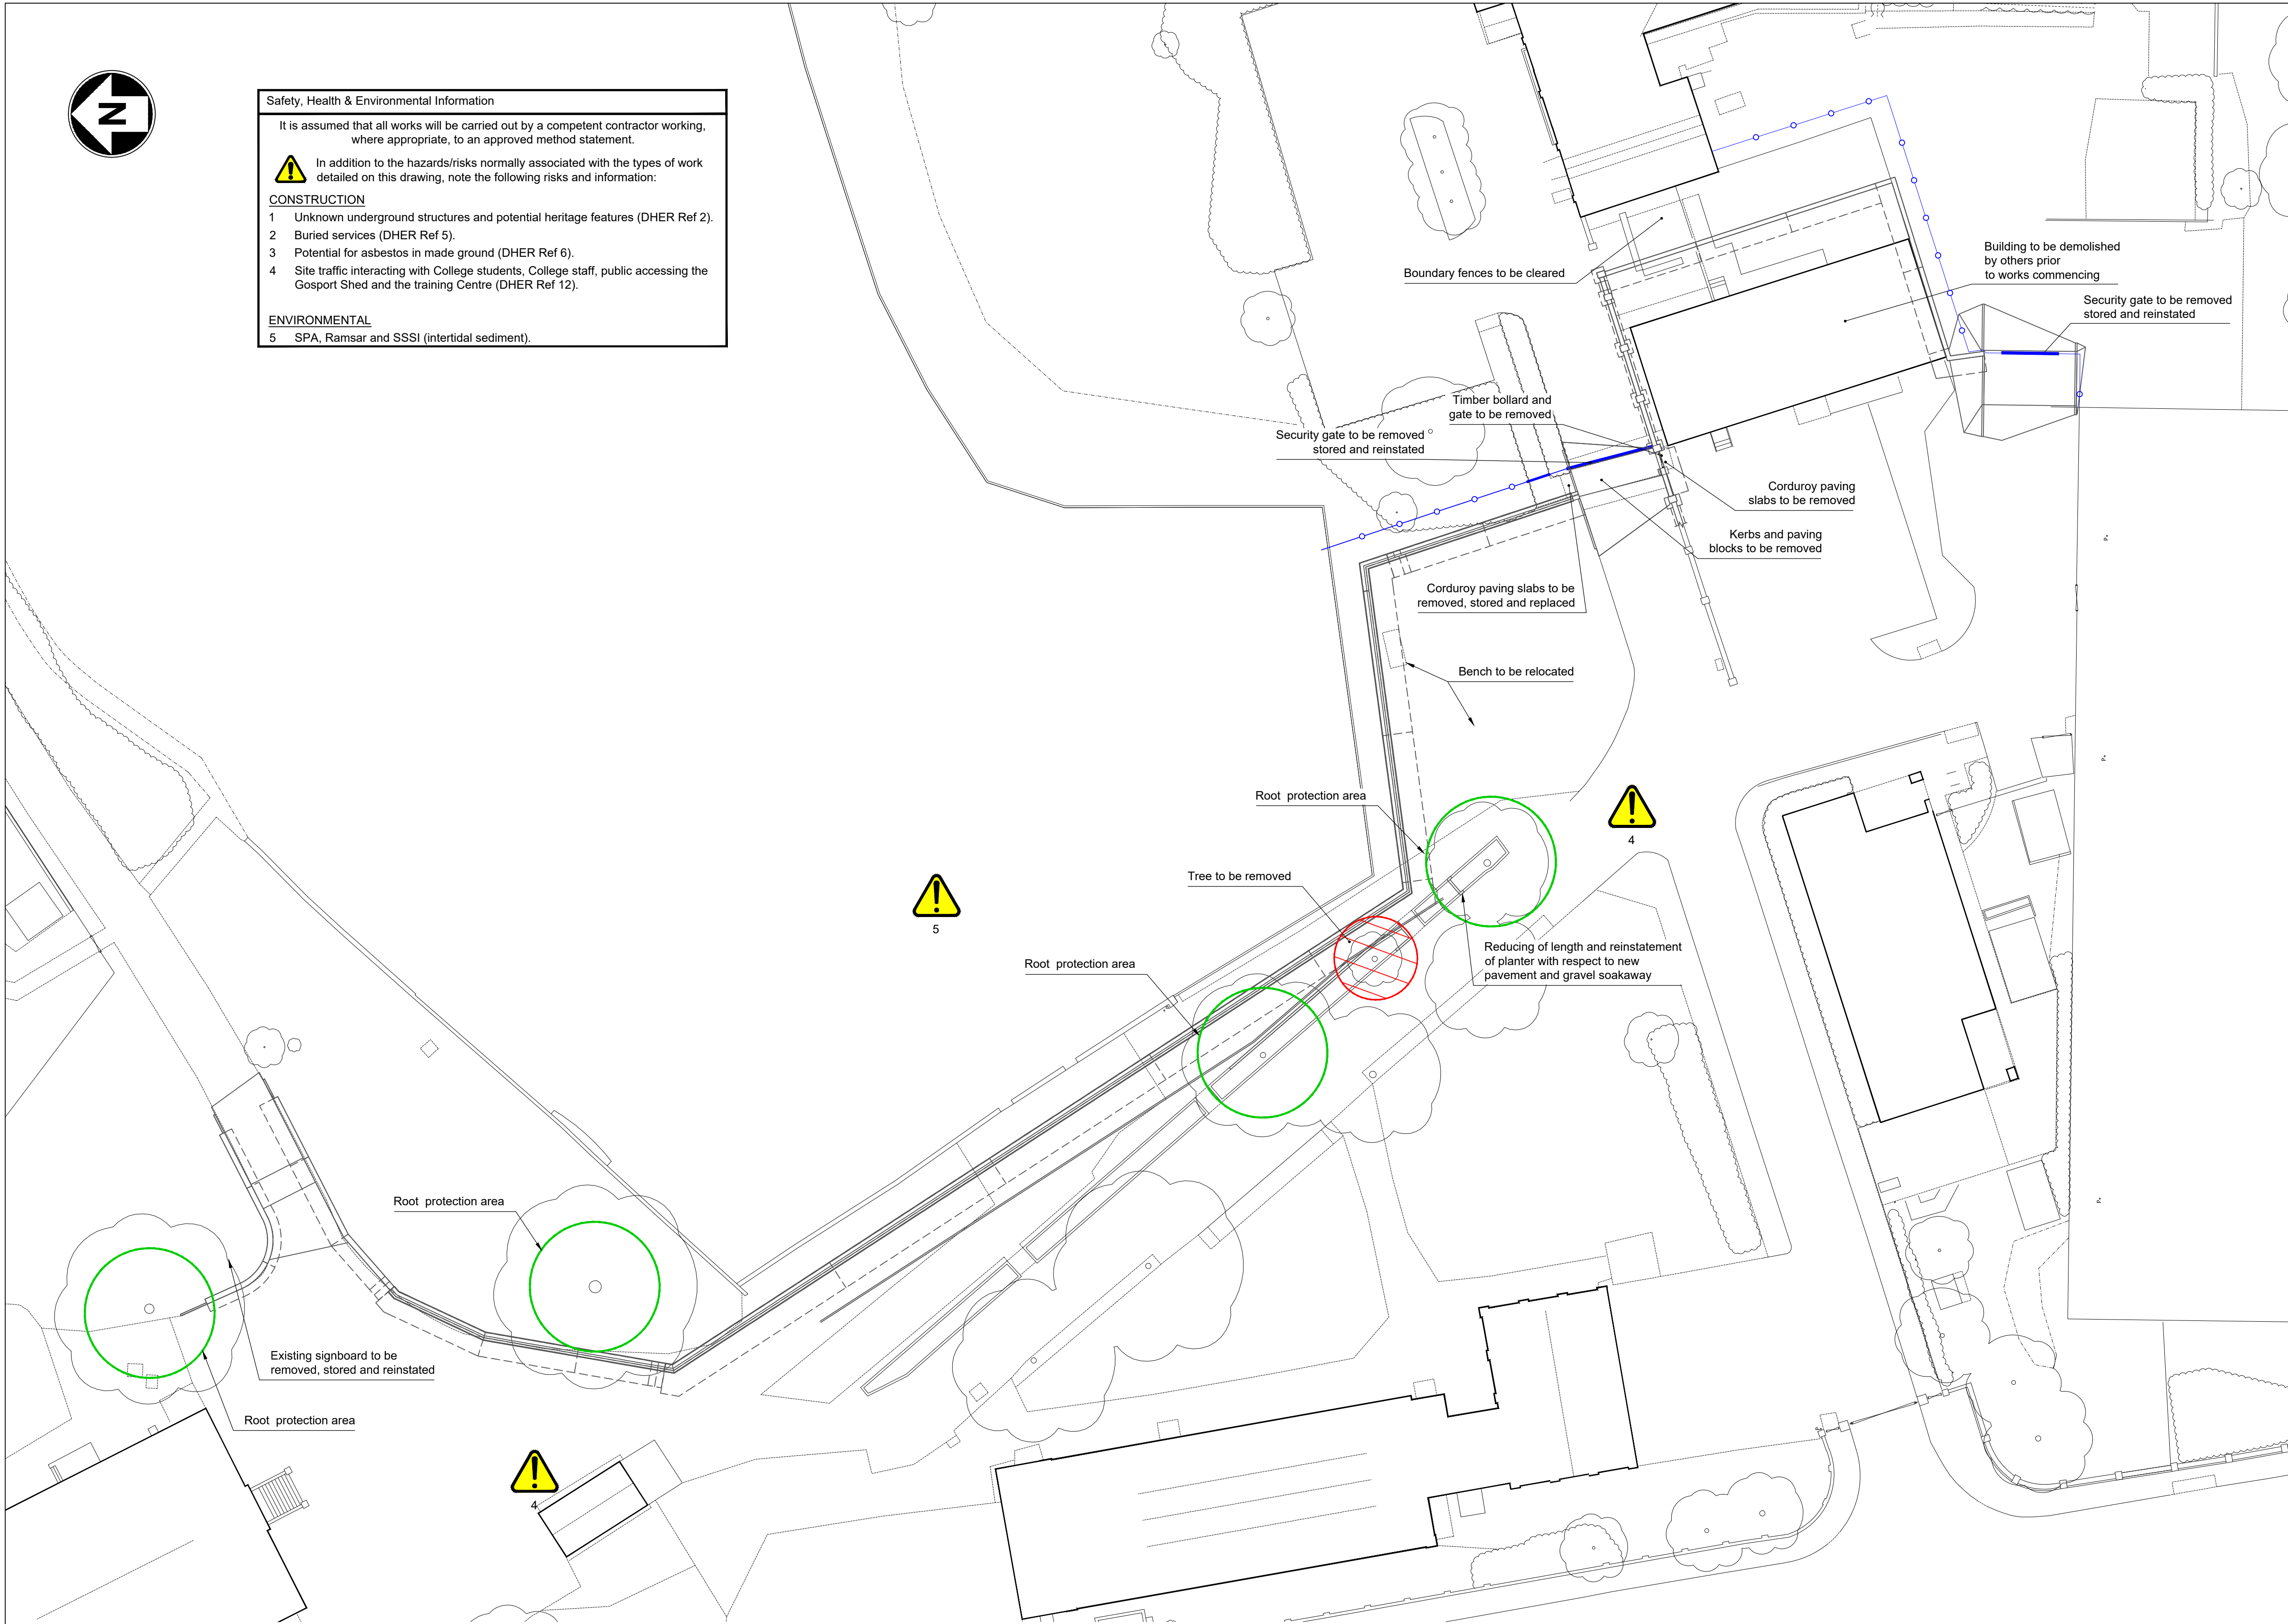 N
Safety, Health & Environmental Information
It is assumed that all works will be carried out by a competent contractor working,
where appropriate, to an approved method statement.
In addition to the hazards/risks normally associated with the types of work
detailed on this drawing, note the following risks and information:
CONSTRUCTION
1 Unknown underground structures and potential heritage features (DHER Ref 2).
2 Buried services (DHER Ref 5).
3 Potential for asbestos in made ground (DHER Ref 6).
4 Site traffic interacting with College students, College staff, public accessing the
Gosport Shed and the training Centre (DHER Ref 12).
ENVIRONMENTAL
5 SPA, Ramsar and SSSI (intertidal sediment).
Boundary fences to be cleared
Building to be demolished
by others prior
to works commencing
Security gate to be removed
stored and reinstated
Timber bollard and
gate to be removed
Security gate to be removed
stored and reinstated
Corduroy paving
slabs to be removed
Kerbs and paving
blocks to be removed
Corduroy paving slabs to be
removed, stored and replaced
Bench to be relocated
Root protection area
4
Tree to be removed
5
Reducing of length and reinstatement
of planter with respect to new
pavement and gravel soakaway
Root protection area
Root protection area
Existing signboard to be
removed, stored and reinstated
Root protection area
4